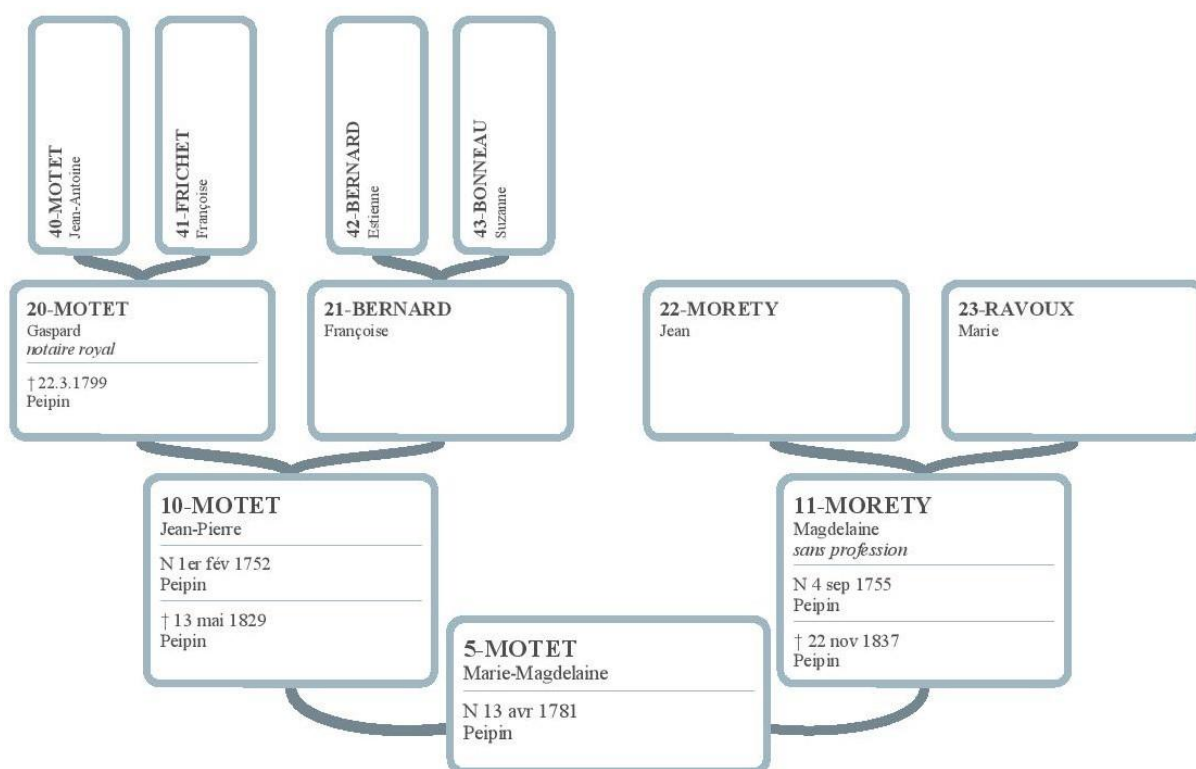 40-MOTET
Jean-Antoine
41-FRICHET
Françoise
42-BERNARD
Estienne
43-BONNEAU
Suzanne
20-MOTET
Gaspard
notaire royal
† 22.3.1799
Peipin
21-BERNARD
Françoise
22-MORETY
Jean
23-RAVOUX
Marie
10-MOTET
Jean-Pierre
N 1er fév 1752
Peipin
† 13 mai 1829
Peipin
11-MORETY
Magdelaine
sans profession
N 4 sep 1755
Peipin
† 22 nov 1837
Peipin
5-MOTET
Marie-Magdelaine
N 13 avr 1781
Peipin